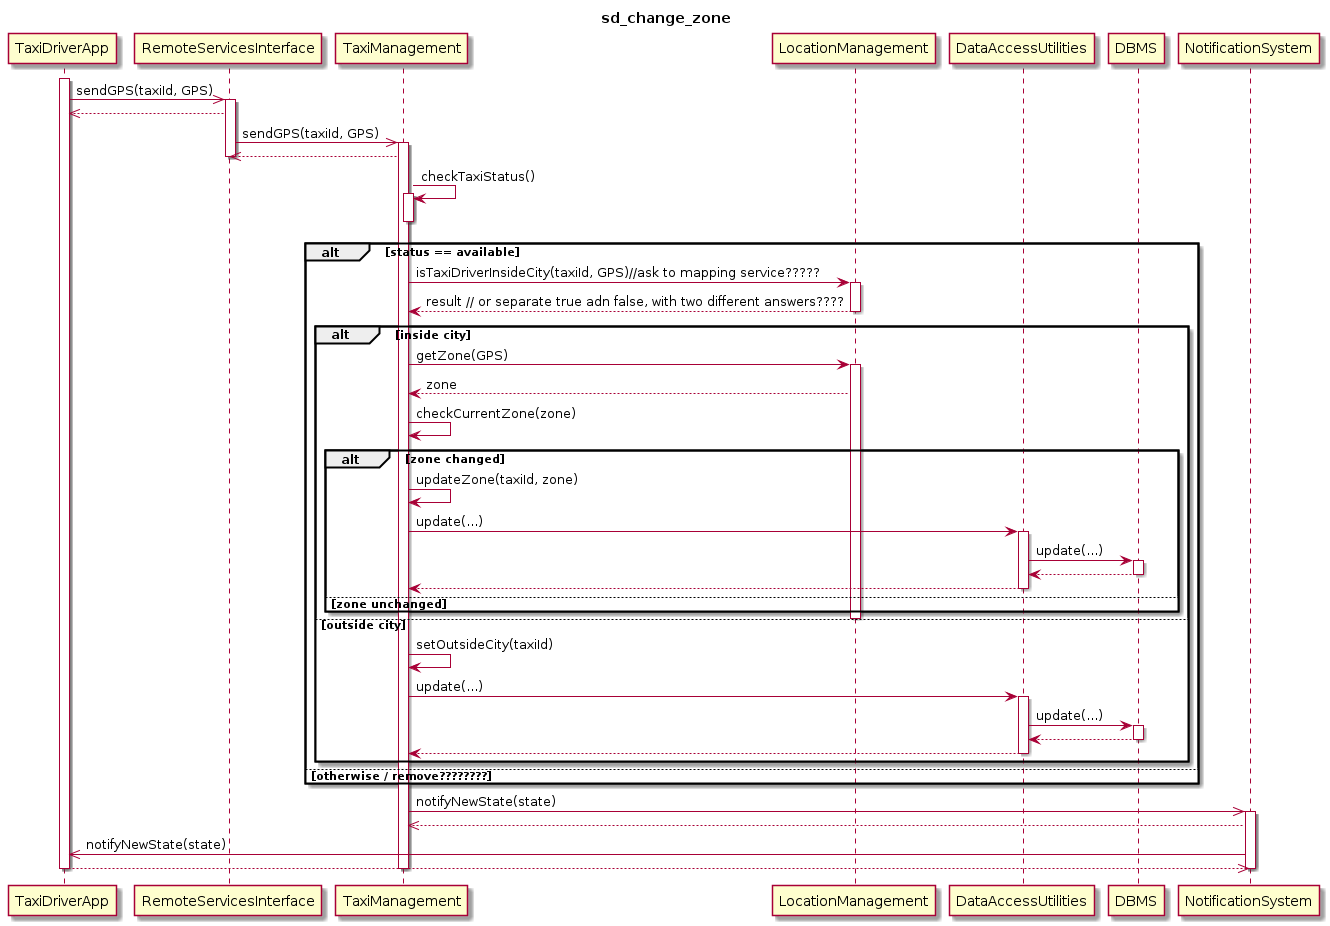 sd_change_zone
TaxiDriverApp RemoteServicesInterface TaxiManagement LocationManagement DataAccessUtilities DBMS NotificationSystem
sendGPS(taxiId, GPS)
sendGPS(taxiId, GPS)
checkTaxiStatus()
alt [status == available]
isTaxiDriverInsideCity(taxiId, GPS)//ask to mapping service?????
result // or separate true adn false, with two different answers????
alt [inside city]
getZone(GPS)
zone
checkCurrentZone(zone)
alt [zone changed]
updateZone(taxiId, zone)
update(...)
update(...)
[zone unchanged]
[outside city]
setOutsideCity(taxiId)
update(...)
update(...)
[otherwise / remove????????]
notifyNewState(state)
notifyNewState(state)
TaxiDriverApp RemoteServicesInterface TaxiManagement LocationManagement DataAccessUtilities DBMS NotificationSystem